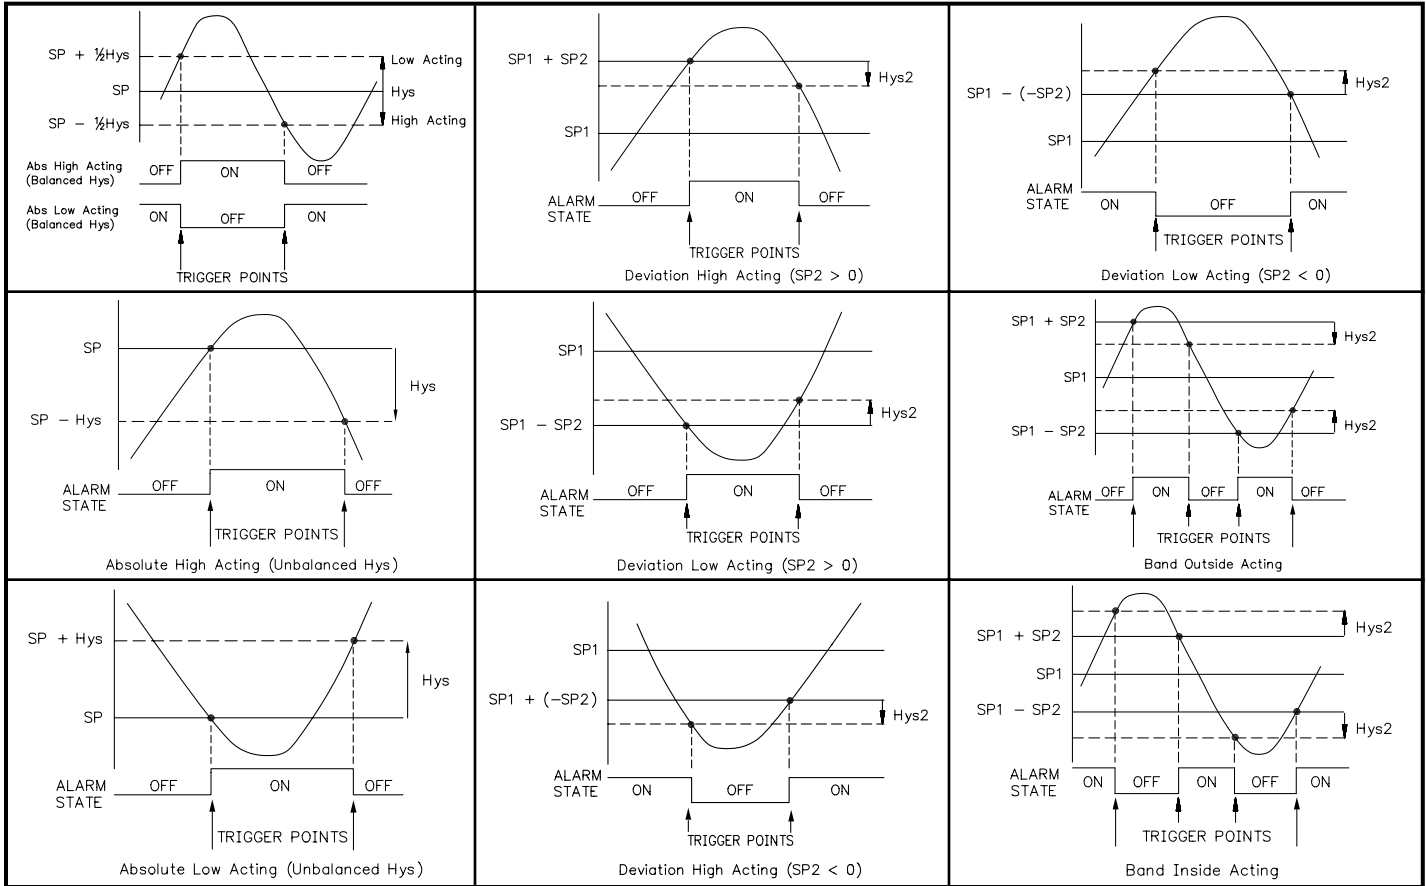 SP + ½Hys
Low Acting
SP
Hys
SP - ½Hys
High Acting
Abs High Acting
(Balanced Hys)
OFF ON OFF
Abs Low Acting
(Balanced Hys)
ON OFF ON
TRIGGER POINTS
SP1 + SP2
Hys2
SP1
ALARM
STATE
OFF ON OFF
TRIGGER POINTS
Deviation High Acting (SP2 > 0)
SP1 - (-SP2)
Hys2
SP1
ALARM
STATE
ON OFF ON
TRIGGER POINTS
Deviation Low Acting (SP2 < 0)
SP
Hys
SP - Hys
ALARM
STATE
OFF ON OFF
TRIGGER POINTS
Absolute High Acting (Unbalanced Hys)
SP1
SP1 - SP2
Hys2
ALARM
STATE
OFF ON OFF
TRIGGER POINTS
Deviation Low Acting (SP2 > 0)
SP1 + SP2
Hys2
SP1
SP1 - SP2
Hys2
ALARM
STATE
OFF ON OFF ON OFF
TRIGGER POINTS
Band Outside Acting
SP + Hys
Hys
SP
ALARM
STATE
OFF ON OFF
TRIGGER POINTS
Absolute Low Acting (Unbalanced Hys)
SP1
SP1 + (-SP2)
Hys2
ALARM
STATE
ON OFF ON
TRIGGER POINTS
Deviation High Acting (SP2 < 0)
Hys2
SP1 + SP2
SP1
SP1 - SP2
Hys2
ALARM
STATE
ON OFF ON OFF ON
TRIGGER POINTS
Band Inside Acting